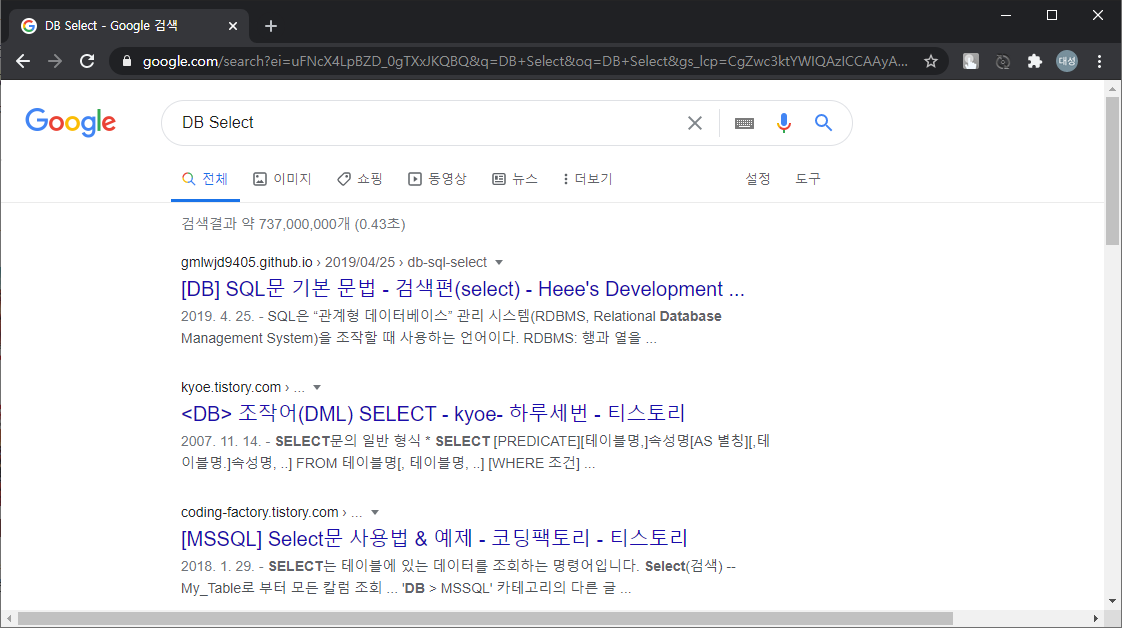 DB Select - Google 검색
google.com/search?ei=uFNcX4LpBZD_0gTXxJKQBQ&q=DB+Select&oq=DB+Select&gs_lcp=CgZwc3ktYWIQAzICCAAyA...
대성
Google
DB Select
전체 이미지 쇼핑 동영상 뉴스 더보기 설정 도구
검색결과 약 737,000,000개 (0.43초)
gmlwjd9405.github.io › 2019/04/25 › db-sql-select
[DB] SQL문 기본 문법 - 검색편(select) - Heee's Development ...
2019. 4. 25. - SQL은 “관계형 데이터베이스” 관리 시스템(RDBMS, Relational Database
Management System)을 조작할 때 사용하는 언어이다. RDBMS: 행과 열을 ...
kyoe.tistory.com › ...
<DB> 조작어(DML) SELECT - kyoe- 하루세번 - 티스토리
2007. 11. 14. - SELECT문의 일반 형식 * SELECT [PREDICATE][테이블명,]속성명[AS 별칭][,테
이블명.]속성명, ..] FROM 테이블명[, 테이블명, ..] [WHERE 조건] ...
coding-factory.tistory.com › ...
[MSSQL] Select문 사용법 & 예제 - 코딩팩토리 - 티스토리
2018. 1. 29. - SELECT는 테이블에 있는 데이터를 조회하는 명령어입니다. Select(검색) --
My_Table로 부터 모든 칼럼 조회 ... 'DB > MSSQL' 카테고리의 다른 글 ...